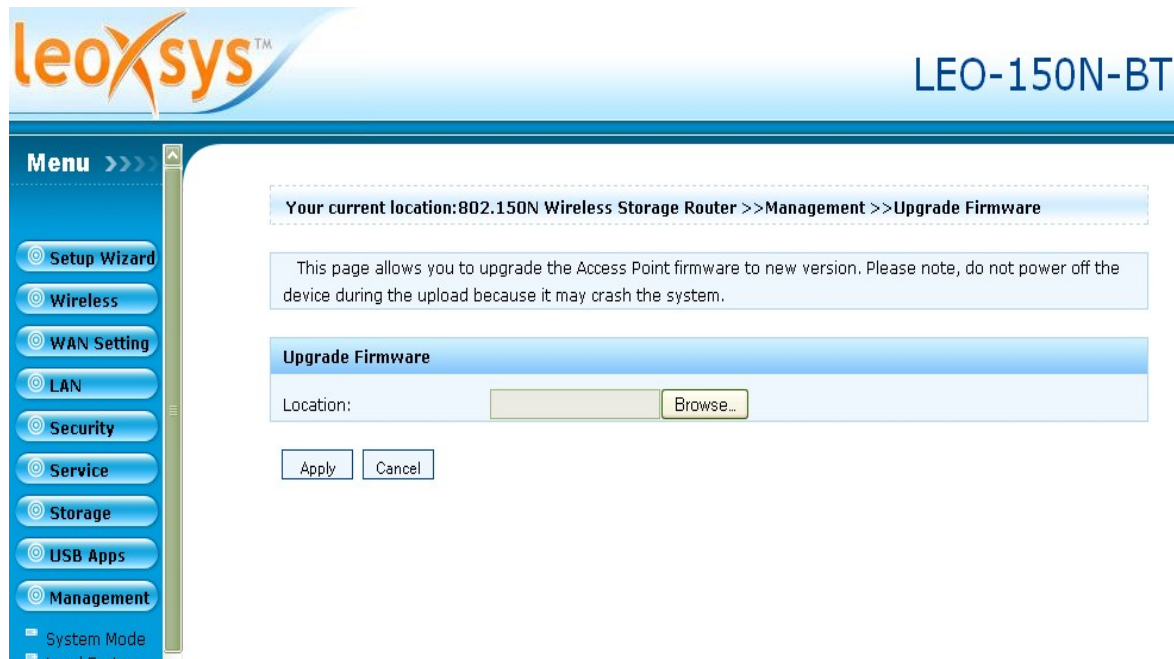 leoXsys™
LEO-150N-BT
Menu >>>>
Setup Wizard
Wireless
WAN Setting
LAN
Security
Service
Storage
USB Apps
Management
System Mode
Your current location:802.150N Wireless Storage Router >>Management >>Upgrade Firmware
This page allows you to upgrade the Access Point firmware to new version. Please note, do not power off the
device during the upload because it may crash the system.
Upgrade Firmware
Location:
Browse...
Apply
Cancel